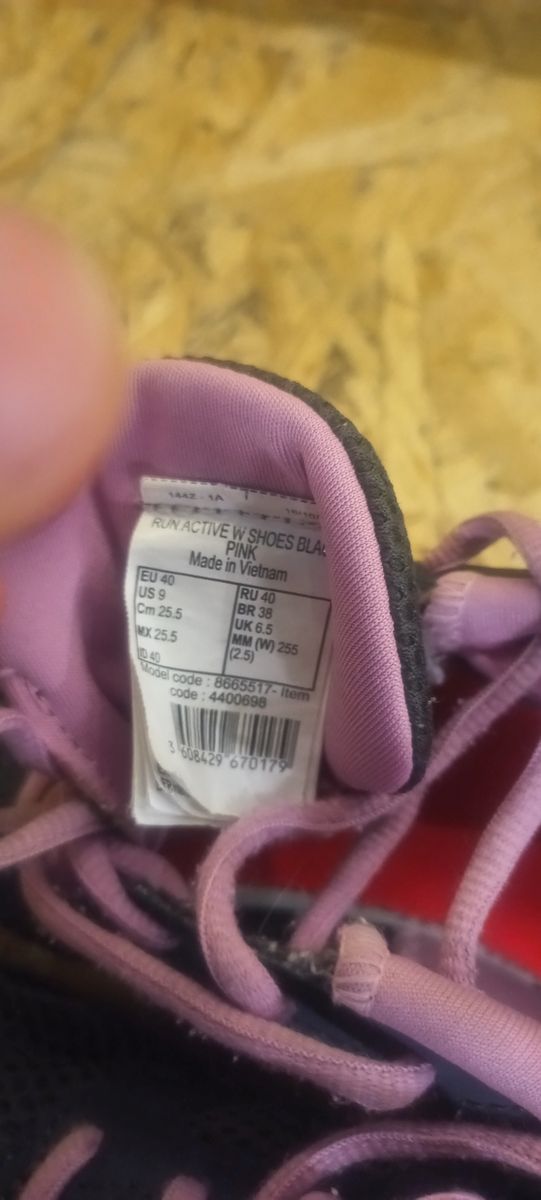 1442 - 1A
RUN ACTIVE W SHOES BLA
PINK
Made in Vietnam
EU 40
US 9
Cm 25.5
MX 25.5
ID 40
RU 40
BR 38
UK 6.5
MM (W) 255
(2.5)
Model code : 8665517- Item
code : 4400698
3 608429 670179